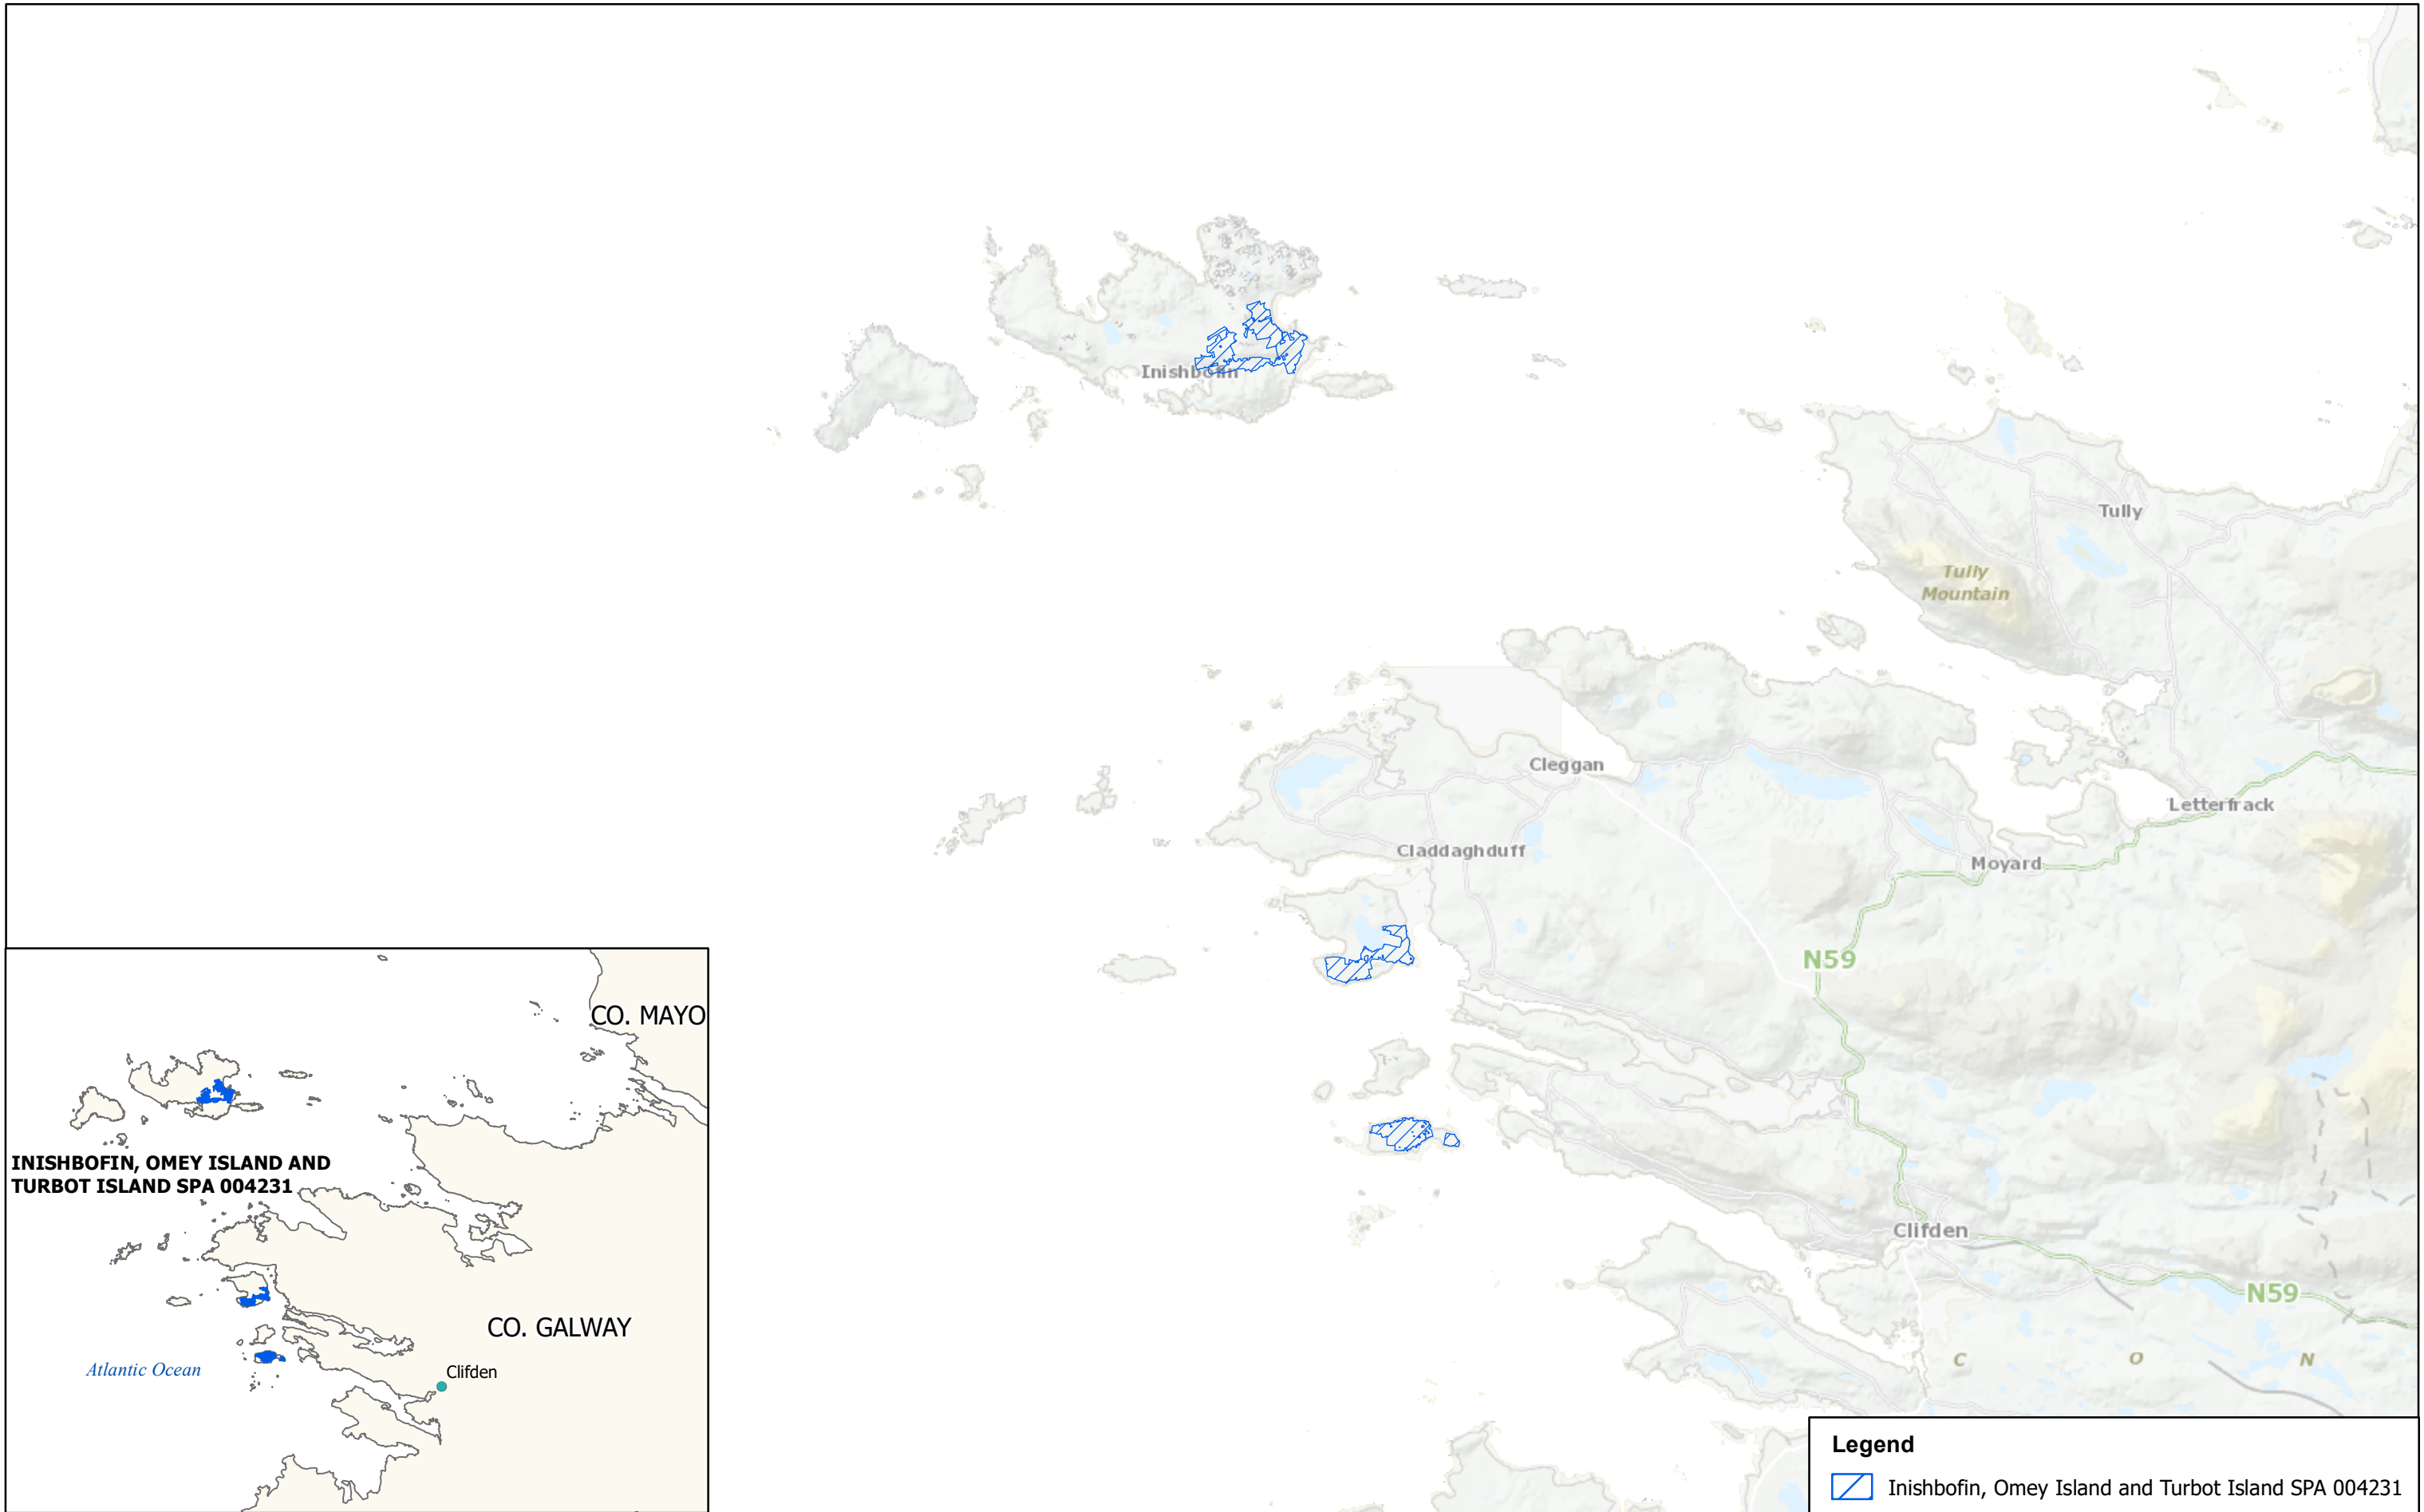 Inishbofin
Tully
Tully
Mountain
Cleggan
Letterfrack
Claddaghduff
Moyard
N59
Clifden
N59
C O N
CO. MAYO
INISHBOFIN, OMEY ISLAND AND
TURBOT ISLAND SPA 004231
CO. GALWAY
Atlantic Ocean
Clifden
Legend
Inishbofin, Omey Island and Turbot Island SPA 004231